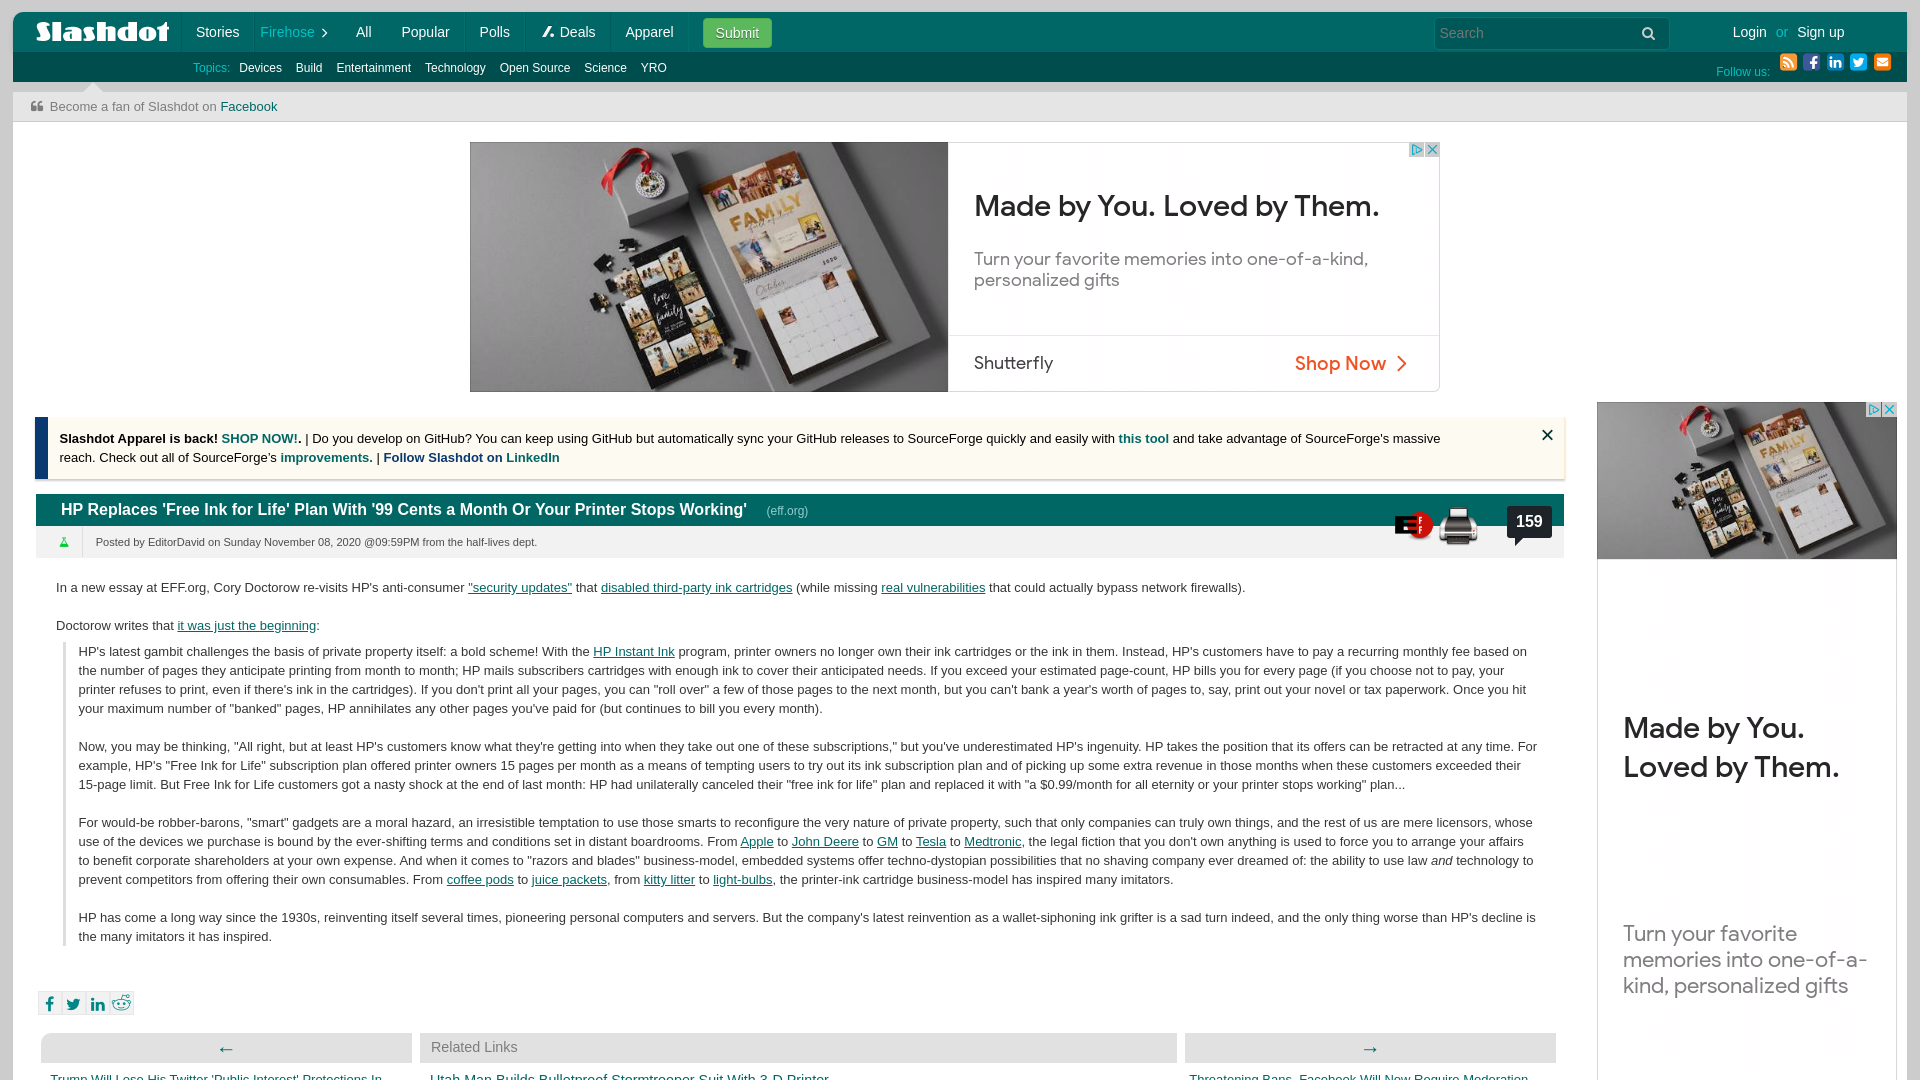 Slashdot
Stories
Firehose
All
Popular
Polls
Deals
Apparel
Submit
Search
Login or Sign up
Topics: Devices Build Entertainment Technology Open Source Science YRO
Follow us:
Become a fan of Slashdot on Facebook
Made by You. Loved by Them.
Turn your favorite memories into one-of-a-kind,
personalized gifts
Shutterfly
Shop Now
Slashdot Apparel is back! SHOP NOW!. | Do you develop on GitHub? You can keep using GitHub but automatically sync your GitHub releases to SourceForge quickly and easily with this tool and take advantage of SourceForge's massive
reach. Check out all of SourceForge’s improvements. | Follow Slashdot on LinkedIn
HP Replaces 'Free Ink for Life' Plan With '99 Cents a Month Or Your Printer Stops Working' (eff.org)
159
Posted by EditorDavid on Sunday November 08, 2020 @09:59PM from the half-lives dept.
In a new essay at EFF.org, Cory Doctorow re-visits HP's anti-consumer "security updates" that disabled third-party ink cartridges (while missing real vulnerabilities that could actually bypass network firewalls).
Doctorow writes that it was just the beginning:
HP's latest gambit challenges the basis of private property itself: a bold scheme! With the HP Instant Ink program, printer owners no longer own their ink cartridges or the ink in them. Instead, HP's customers have to pay a recurring monthly fee based on
the number of pages they anticipate printing from month to month; HP mails subscribers cartridges with enough ink to cover their anticipated needs. If you exceed your estimated page-count, HP bills you for every page (if you choose not to pay, your
printer refuses to print, even if there's ink in the cartridges). If you don't print all your pages, you can "roll over" a few of those pages to the next month, but you can't bank a year's worth of pages to, say, print out your novel or tax paperwork. Once you hit
your maximum number of "banked" pages, HP annihilates any other pages you've paid for (but continues to bill you every month).
Now, you may be thinking, "All right, but at least HP's customers know what they're getting into when they take out one of these subscriptions," but you've underestimated HP's ingenuity. HP takes the position that its offers can be retracted at any time. For
example, HP's "Free Ink for Life" subscription plan offered printer owners 15 pages per month as a means of tempting users to try out its ink subscription plan and of picking up some extra revenue in those months when these customers exceeded their
15-page limit. But Free Ink for Life customers got a nasty shock at the end of last month: HP had unilaterally canceled their "free ink for life" plan and replaced it with "a $0.99/month for all eternity or your printer stops working" plan...
For would-be robber-barons, "smart" gadgets are a moral hazard, an irresistible temptation to use those smarts to reconfigure the very nature of private property, such that only companies can truly own things, and the rest of us are mere licensors, whose
use of the devices we purchase is bound by the ever-shifting terms and conditions set in distant boardrooms. From Apple to John Deere to GM to Tesla to Medtronic, the legal fiction that you don't own anything is used to force you to arrange your affairs
to benefit corporate shareholders at your own expense. And when it comes to "razors and blades" business-model, embedded systems offer techno-dystopian possibilities that no shaving company ever dreamed of: the ability to use law and technology to
prevent competitors from offering their own consumables. From coffee pods to juice packets, from kitty litter to light-bulbs, the printer-ink cartridge business-model has inspired many imitators.
HP has come a long way since the 1930s, reinventing itself several times, pioneering personal computers and servers. But the company's latest reinvention as a wallet-siphoning ink grifter is a sad turn indeed, and the only thing worse than HP's decline is
the many imitators it has inspired.
←
Related Links
→
Trump Will Lose His Twitter 'Public Interest' Protections In
Utah Man Builds Bulletproof Stormtrooper Suit With 3-D Printer
Threatening Bans, Facebook Will Now Require Moderation
Made by You.
Loved by Them.
Turn your favorite
memories into one-of-a-
kind, personalized gifts